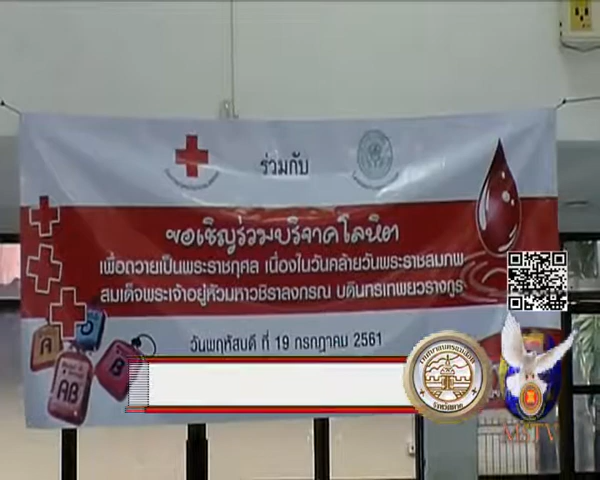 ร่วมกับ
ขอเชิญร่วมบริจาคโลหิต
เพื่อถวายเป็นพระราชกุศล เนื่องในวันคล้ายวันพระราชสมภพ
สมเด็จพระเจ้าอยู่หัวมหาวชิราลงกรณ บดินทรเทพยวรางกูร
วันพฤหัสบดี ที่ 19 กรกฎาคม 2561
A
O
B
AB